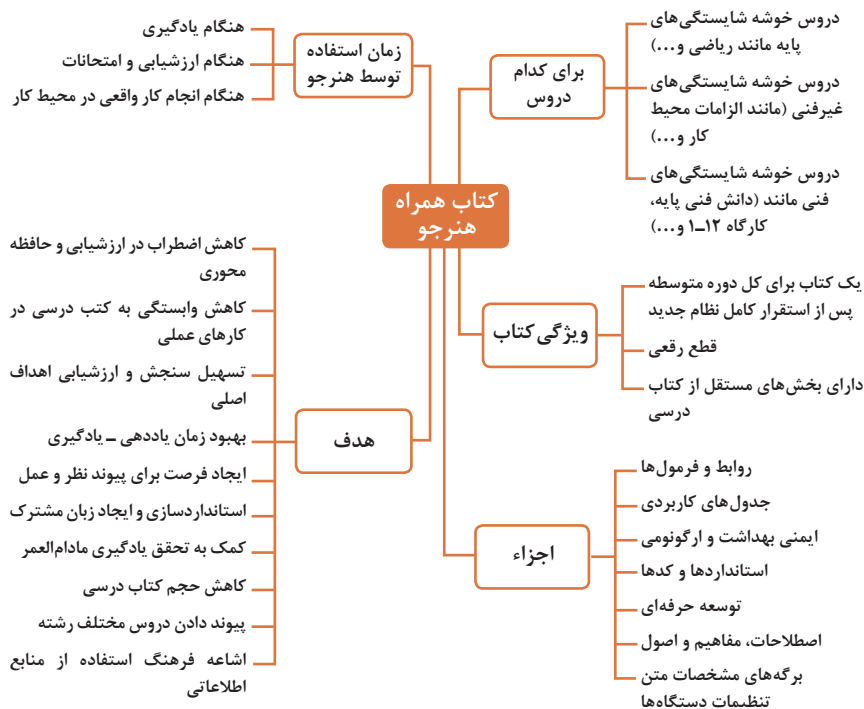 کتاب همراه
هنرجو
برای کدام
دروس
دروس خوشه شایستگی‌های
پایه مانند ریاضی و...)
دروس خوشه شایستگی‌های
غیرفنی (مانند الزامات محیط
کار و...)
دروس خوشه شایستگی‌های
فنی مانند (دانش فنی پایه،
کارگاه ۱۲ـ۱ و...)
ویژگی کتاب
یک کتاب برای کل دوره متوسطه
پس از استقرار کامل نظام جدید
قطع رقعی
دارای بخش‌های مستقل از کتاب
درسی
اجزاء
روابط و فرمول‌ها
جدول‌های کاربردی
ایمنی بهداشت و ارگونومی
استانداردها و کدها
توسعه حرفه‌ای
اصطلاحات، مفاهیم و اصول
برگه‌های مشخصات متن
تنظیمات دستگاه‌ها
زمان استفاده
توسط هنرجو
هنگام یادگیری
هنگام ارزشیابی و امتحانات
هنگام انجام کار واقعی در محیط کار
هدف
کاهش اضطراب در ارزشیابی و حافظه
محوری
کاهش وابستگی به کتب درسی در
کارهای عملی
تسهیل سنجش و ارزشیابی اهداف
اصلی
بهبود زمان یاددهی ـ یادگیری
ایجاد فرصت برای پیوند نظر و عمل
استانداردسازی و ایجاد زبان مشترک
کمک به تحقق یادگیری مادام‌العمر
کاهش حجم کتاب درسی
پیوند دادن دروس مختلف رشته
اشاعه فرهنگ استفاده از منابع
اطلاعاتی